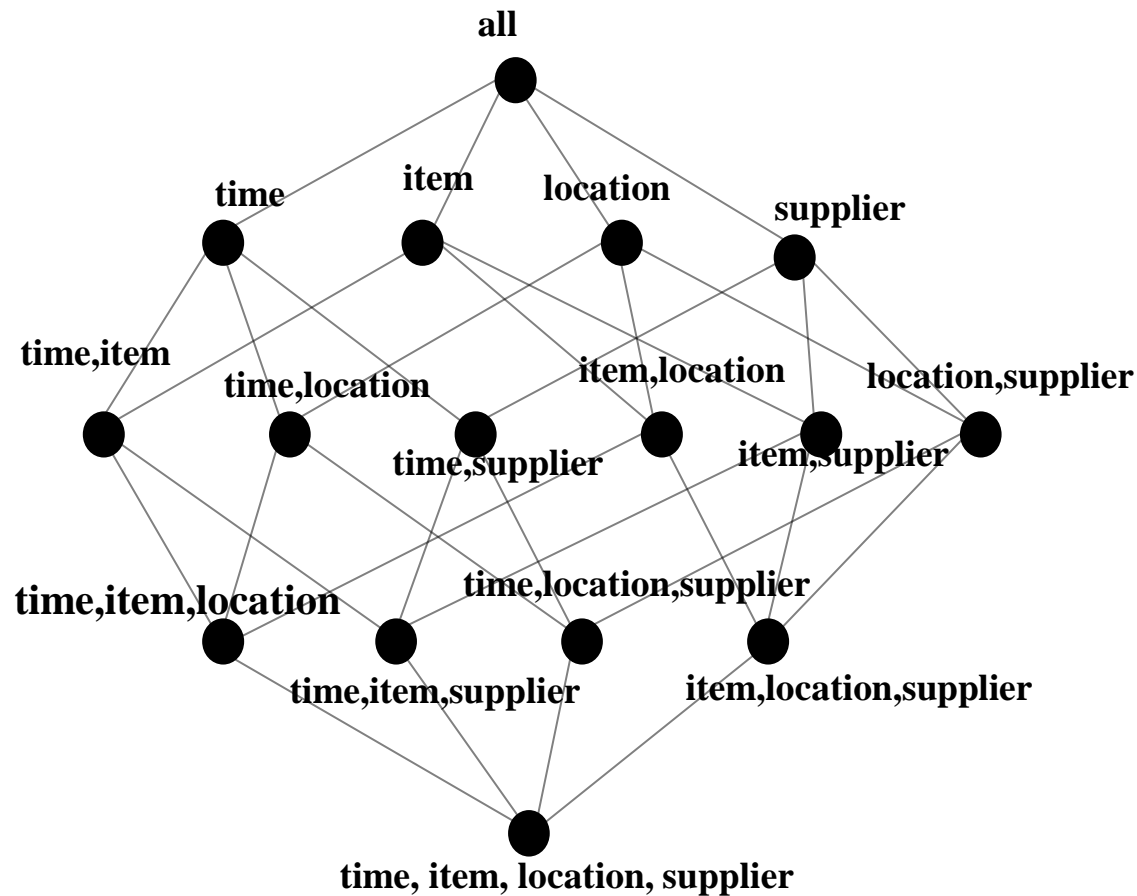 all
time
item
location
supplier
time,item
time,location
item,location
location,supplier
time,supplier
item,supplier
time,item,location
time,location,supplier
time,item,supplier
item,location,supplier
time, item, location, supplier